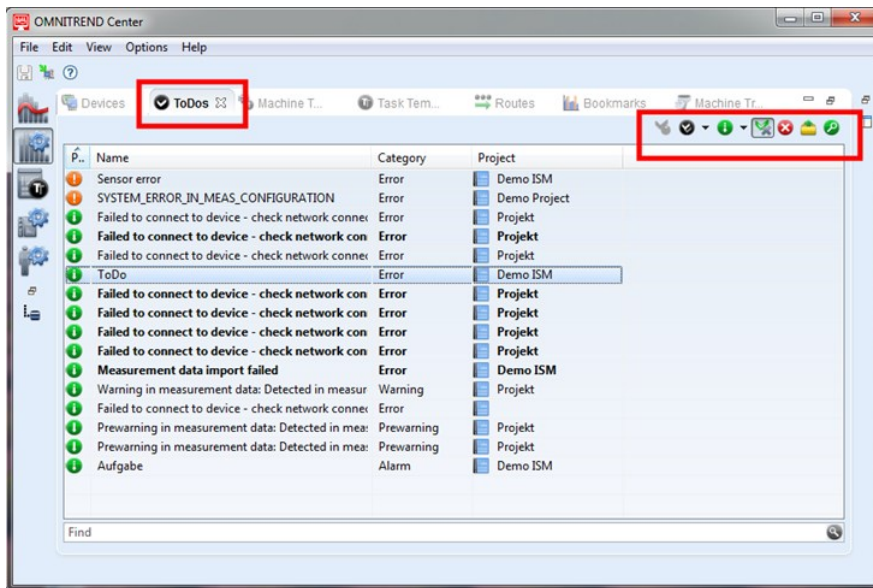 OMNITREND Center
File Edit View Options Help
Devices ToDos Machine T... Task Tem... Routes Bookmarks Machine Tr...
P.. Name Category Project
Sensor error Error Demo ISM
SYSTEM_ERROR_IN_MEAS_CONFIGURATION Error Demo Project
Failed to connect to device - check network connec Error Projekt
Failed to connect to device - check network con Error Projekt
Failed to connect to device - check network connec Error Projekt
ToDo Error Demo ISM
Failed to connect to device - check network con Error Projekt
Failed to connect to device - check network con Error Projekt
Failed to connect to device - check network con Error Projekt
Failed to connect to device - check network con Error Projekt
Measurement data import failed Error Demo ISM
Warning in measurement data: Detected in measur Warning Projekt
Failed to connect to device - check network connec Error
Prewarning in measurement data: Detected in mea Prewarning Projekt
Prewarning in measurement data: Detected in mea Prewarning Projekt
Aufgabe Alarm Demo ISM
Find